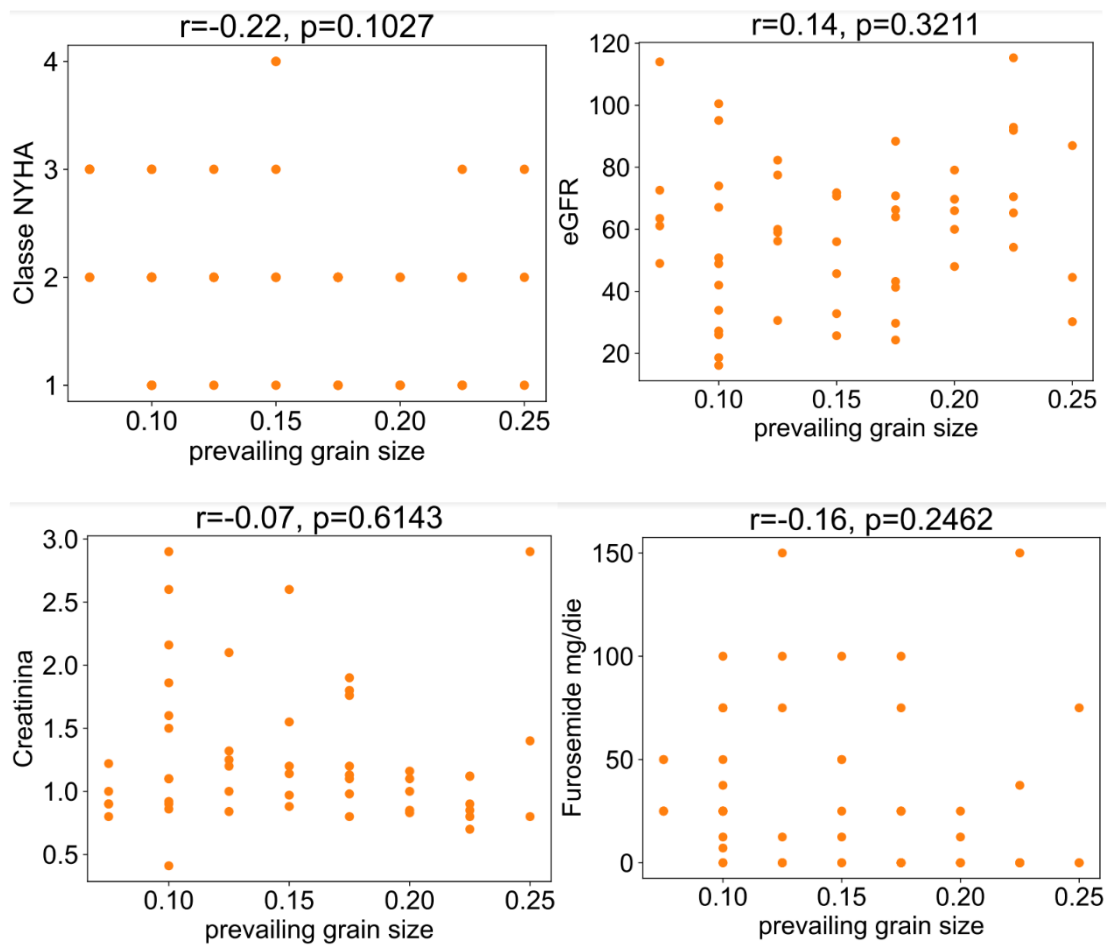 r=-0.22, p=0.1027
Classe NYHA
4
3
2
1
0.10 0.15 0.20 0.25
prevailing grain size
r=0.14, p=0.3211
eGFR
120
100
80
60
40
20
0.10 0.15 0.20 0.25
prevailing grain size
r=-0.07, p=0.6143
Creatinina
3.0
2.5
2.0
1.5
1.0
0.5
0.10 0.15 0.20 0.25
prevailing grain size
r=-0.16, p=0.2462
Furosemide mg/die
150
100
50
0
0.10 0.15 0.20 0.25
prevailing grain size